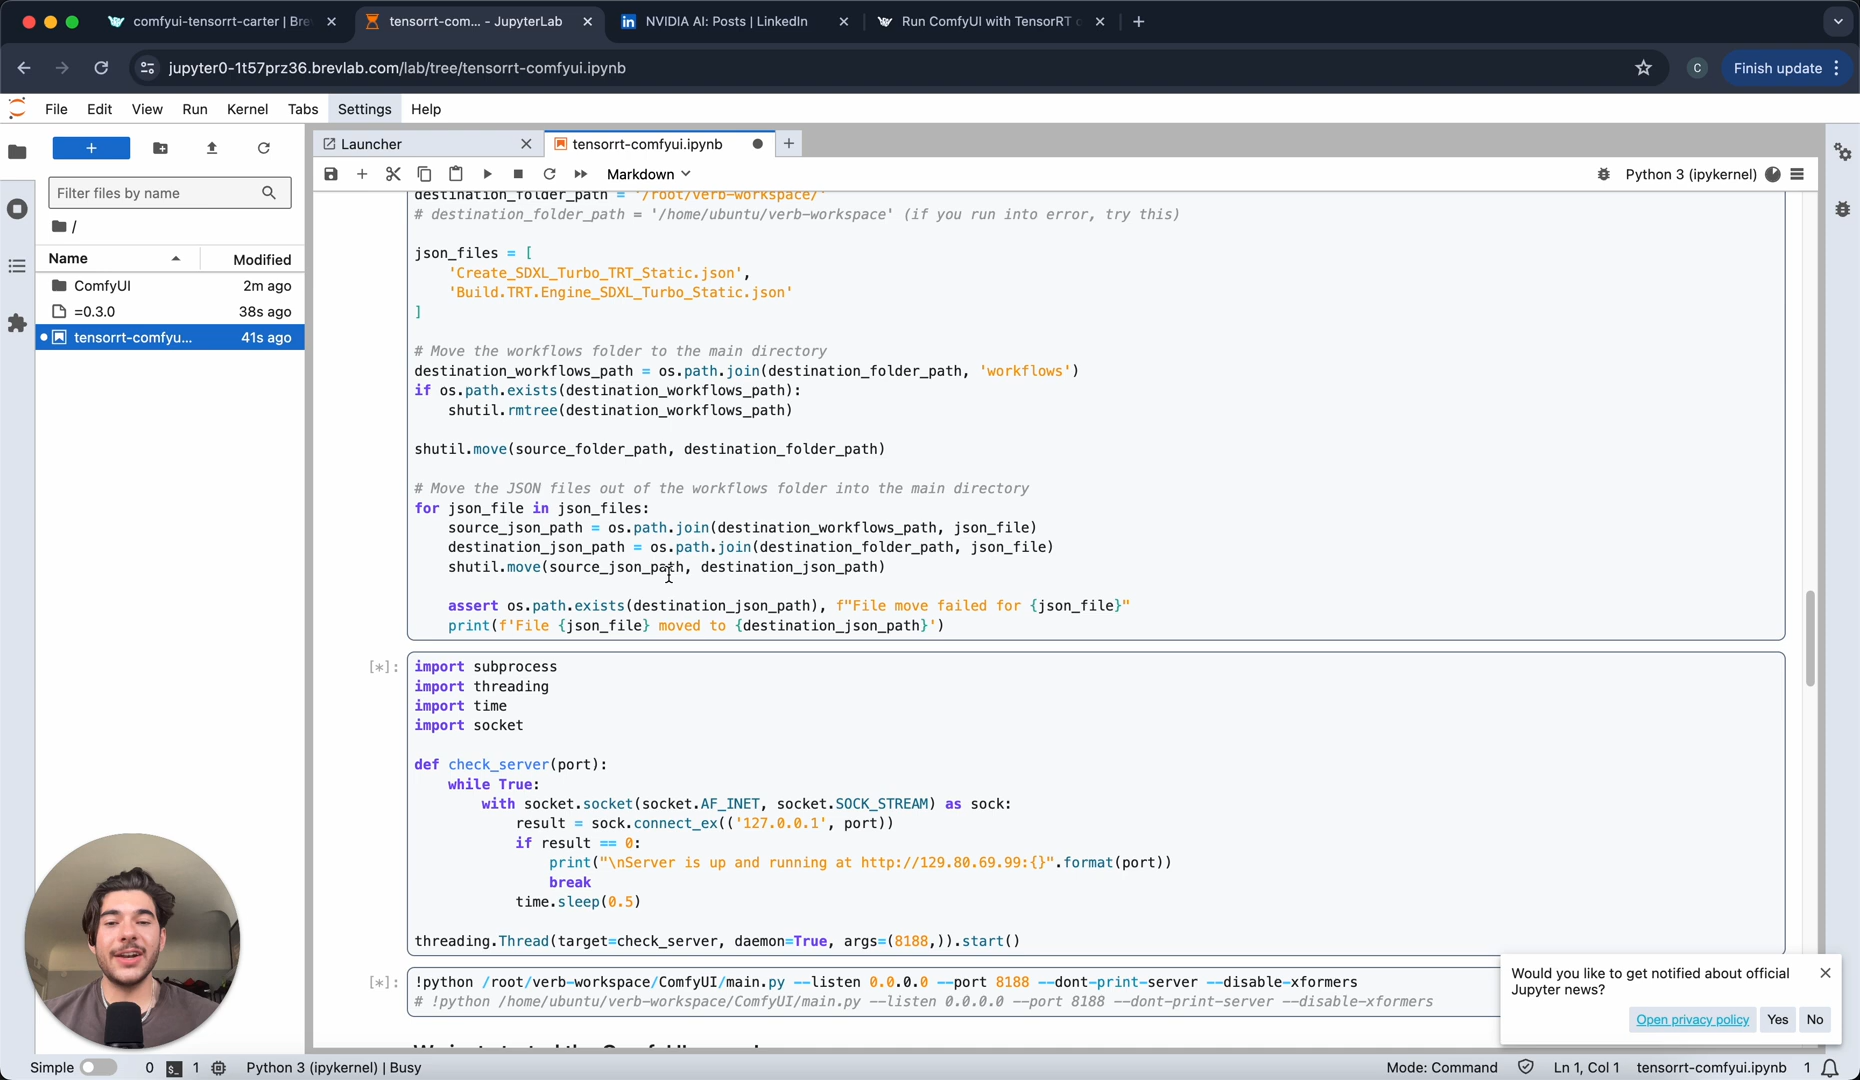 comfyui-tensorrt-carter | Bre
tensorrt-com... - JupyterLab
NVIDIA AI: Posts | LinkedIn
Run ComfyUI with TensorRT
jupyter0-1t57prz36.brevlab.com/lab/tree/tensorrt-comfyui.ipynb
C
Finish update
File Edit View Run Kernel Tabs Settings Help
Launcher
tensorrt-comfyui.ipynb
Markdown
Python 3 (ipykernel)
Filter files by name
/
Name Modified
ComfyUI 2m ago
=0.3.0 38s ago
tensorrt-comfyu... 41s ago
destination_folder_path = '/root/verb-workspace/'
# destination_folder_path = '/home/ubuntu/verb-workspace' (if you run into error, try this)
json_files = [
'Create_SDXL_Turbo_TRT_Static.json',
'Build.TRT.Engine_SDXL_Turbo_Static.json'
]
# Move the workflows folder to the main directory
destination_workflows_path = os.path.join(destination_folder_path, 'workflows')
if os.path.exists(destination_workflows_path):
shutil.rmtree(destination_workflows_path)
shutil.move(source_folder_path, destination_folder_path)
# Move the JSON files out of the workflows folder into the main directory
for json_file in json_files:
source_json_path = os.path.join(destination_workflows_path, json_file)
destination_json_path = os.path.join(destination_folder_path, json_file)
shutil.move(source_json_path, destination_json_path)
assert os.path.exists(destination_json_path), f"File move failed for {json_file}"
print(f'File {json_file} moved to {destination_json_path}')
[*]:
import subprocess
import threading
import time
import socket
def check_server(port):
while True:
with socket.socket(socket.AF_INET, socket.SOCK_STREAM) as sock:
result = sock.connect_ex(('127.0.0.1', port))
if result == 0:
print("\nServer is up and running at http://129.80.69.99:{}".format(port))
break
time.sleep(0.5)
threading.Thread(target=check_server, daemon=True, args=(8188,)).start()
[*]:
!python /root/verb-workspace/ComfyUI/main.py --listen 0.0.0.0 --port 8188 --dont-print-server --disable-xformers
# !python /home/ubuntu/verb-workspace/ComfyUI/main.py --listen 0.0.0.0 --port 8188 --dont-print-server --disable-xformers
Would you like to get notified about official
Jupyter news?
Open privacy policy Yes No
Simple 0 $_ 1 Python 3 (ipykernel) | Busy
Mode: Command Ln 1, Col 1 tensorrt-comfyui.ipynb 1